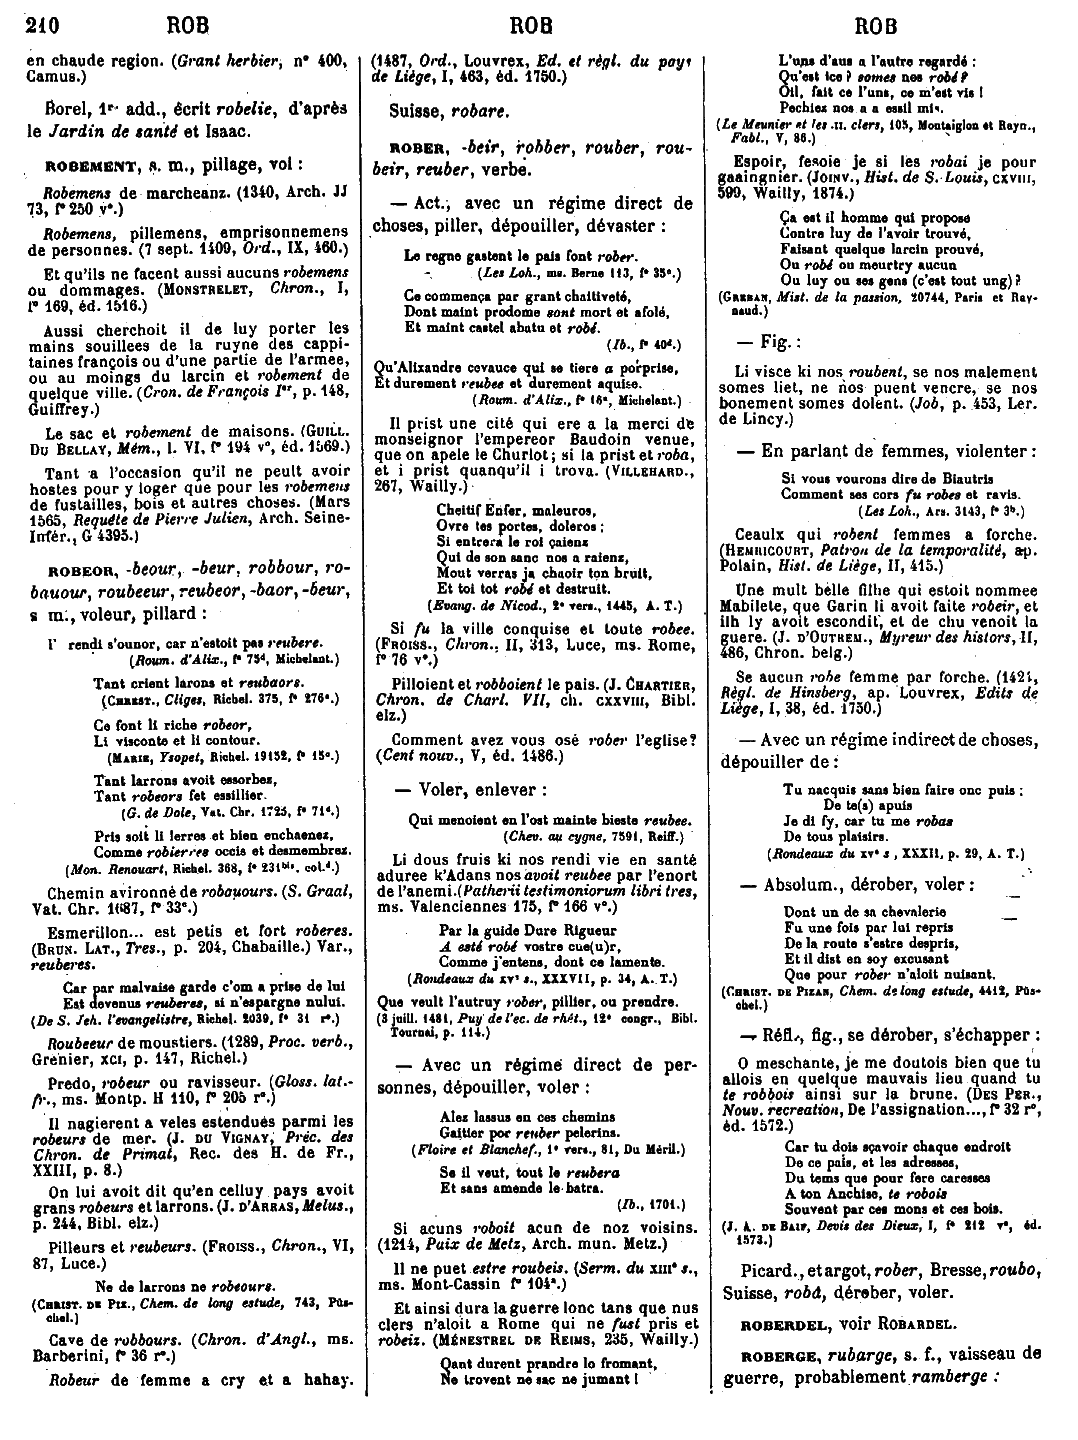 210 ROB ROB ROB
en chaude region. (Grant herbier, n° 400,
Camus.)
Borel, 1re add., écrit robelie, d'après
le Jardin de santé et Isaac.
ROBEMENT, s. m., pillage, vol :
Robemens de marcheanz. (1340, Arch. JJ
73, f° 250 v°.)
Robemens, pillemens, emprisonnemens
de personnes. (7 sept. 1409, Ord., IX, 460.)
Et qu'ils ne facent aussi aucuns robemens
ou dommages. (MONSTRELET, Chron., I,
f° 169, éd. 1516.)
Aussi cherchoit il de luy porter les
mains souillees de la ruyne des cappi-
taines françois ou d'une partie de l'armee,
ou au moings du larcin et robement de
quelque ville. (Cron. de François Ier, p. 148,
Guiffrey.)
Le sac et robement de maisons. (GUILL.
DU BELLAY, Mém., l. VI, f° 194 v°, éd. 1569.)
Tant a l'occasion qu'il ne peult avoir
hostes pour y loger que pour les robemens
de fustailles, bois et autres choses. (Mars
1565, Requéte de Pierre Julien, Arch. Seine-
Infér., G 4395.)
ROBEOR, -beour, -beur, robbour, ro-
bauour, roubeeur, reubeor, -baor, -beur,
s m., voleur, pillard :
l' rendi s'ounor, car n'estoit pas reubere.
(Roum. d'Alix., f° 75d, Michelant.)
Tant crient larons et reubaors.
(CHREST., Cliges, Richel. 375, f° 276e.)
Ce font li riche robeor,
Li visconte et li contour.
(MARIE, Ysopet, Richel. 19152, f° 15c.)
Tant larrons avoit essorbez,
Tant robeors fet essillier.
(G. de Dole, Vat. Chr. 1725, f° 71d.)
Pris soit li lerres et bien enchaenez,
Comme robierres occis et desmembrez.
(Mon. Renouart, Richel. 368, f° 231bis, col.d.)
Chemin avironné de robauours. (S. Graal,
Vat. Chr. 1687, f° 33e.)
Esmerillon... est petis et fort roberes.
(BRUN. LAT., Tres., p. 204, Chabaille.) Var.,
reuberes.
Car par malvaise garde c'om a prise de lui
Est devenus reuberes, si n'espargne nului.
(De S. Jeh. l'evangelistre, Richel. 2039, f° 31 r°.)
Roubeeur de moustiers. (1289, Proc. verb.,
Grenier, XCI, p. 147, Richel.)
Predo, robeur ou ravisseur. (Gloss. lat.-
fr., ms. Montp. H 110, f° 205 r°.)
Il nagierent a veles estendués parmi les
robeurs de mer. (J. DU VIGNAY, Préc. des
Chron. de Primat, Rec. des H. de Fr.,
XXIII, p. 8.)
On lui avoit dit qu'en celluy pays avoit
grans robeurs et larrons. (J. D'ARRAS, Melus.,
p. 244, Bibl. elz.)
Pilleurs et reubeurs. (FROISS., Chron., VI,
87, Luce.)
Ne de larrons ne robeours.
(CHRIST. DE PIZ., Chem. de long estude, 743, Püs-
chel.)
Cave de robbours. (Chron. d'Angl., ms.
Barberini, f° 36 r°.)
Robeur de femme a cry et a hahay.
(1487, Ord., Louvrex, Ed. et règl. du pays
de Liège, I, 463, éd. 1750.)
Suisse, robare.
ROBER, -beir, robber, rouber, rou-
beir, reuber, verbe.
— Act., avec un régime direct de
choses, piller, dépouiller, dévaster :
Le regne gastent le pais font rober.
(Les Loh., ms. Berne 113, f° 35e.)
Ce commença par grant chaitiveté,
Dont maint prodome sont mort et afolé,
Et maint castel abatu et robé.
(Ib., f° 40d.)
Qu'Alixandre cevauce qui se tiere a porprise,
Et durement reubee et durement aquise.
(Roum. d'Alix., f° 16c, Michelant.)
Il prist une cité qui ere a la merci de
monseignor l'empereor Baudoin venue,
que on apele le Churlot ; si la prist et roba,
et i prist quanqu'il i trova. (VILLEHARD.,
267, Wailly.)
Cheitif Enfer, maleuros,
Ovre tes portes, doleros ;
Si entrera le roi çaienz
Qui de son sanc nos a raienz,
Mout verras ja chaoir ton bruit,
Et toi tot robé et destruit.
(Evang. de Nicod., 2e vers., 1445, A. T.)
Si fu la ville conquise et toute robee.
(FROISS., Chron., II, 313, Luce, ms. Rome,
f° 76 v°.)
Pilloient et robboient le pais. (J. CHARTIER,
Chron. de Charl. VII, ch. CXXVIII, Bibl.
elz.)
Comment avez vous osé rober l'eglise ?
(Cent nouv., V, éd. 1486.)
— Voler, enlever :
Qui menoient en l'ost mainte bieste reubee.
(Chev. au cygne, 7591, Reiff.)
Li dous fruis ki nos rendi vie en santé
aduree k'Adans nos avoit reubee par l'enort
de l'anemi. (Patherii testimoniorum libri tres,
ms. Valenciennes 175, f° 166 v°.)
Par la guide Dure Rigueur
A esté robé vostre cue(u)r,
Comme j'entens, dont ce lamente.
(Rondeaux du XVe s., XXXVII, p. 34, A. T.)
Que veult l'autruy rober, pillier, ou prendre.
(3 juill. 1481, Puy de l'ec. de rhét., 12e congr., Bibl.
Tournai, p. 114.)
— Avec un régime direct de per-
sonnes, dépouiller, voler :
Alez lassus en ces chemins
Gaitier por reuber pelerins.
(Floire et Blanchef., 1e vers., 81, Du Méril.)
Se il veut, tout le reubera
Et sans amende le batra.
(Ib., 1701.)
Si acuns roboit acun de noz voisins.
(1214, Paix de Metz, Arch. mun. Metz.)
Il ne puet estre roubeis. (Serm. du XIIIe s.,
ms. Mont-Cassin f° 104a.)
Et ainsi dura la guerre lonc tans que nus
clers n'aloit a Rome qui ne fust pris et
robeiz. (MÉNESTREL DE REIMS, 235, Wailly.)
Qant durent prandre lo fromant,
Ne trovent ne sac ne jumant !
L'uns d'aus a l'autre regardé :
Qu'est ice ? somes nos robé ?
Oil, fait ce l'uns, ce m'est vis !
Pechiez nos a a essil mis.
(Le Meunier et les .II. clers, 105, Montaiglon et Rayn.,
Fabl., V, 86.)
Espoir, fesoie je si les robai je pour
gaaingnier. (JOINV., Hist. de S. Louis, CXVIII,
599, Wailly, 1874.)
Ça est il homme qui propose
Contre luy de l'avoir trouvé,
Faisant quelque larcin prouvé,
Ou robé ou meurtry aucun
Ou luy ou ses gens (c'est tout ung) ?
(GREBAN, Mist. de la passion, 20744, Paris et Ray-
naud.)
— Fig. :
Li visce ki nos roubent, se nos malement
somes liet, ne nos puent vencre, se nos
bonement somes dolent. (Job, p. 453, Ler.
de Lincy.)
— En parlant de femmes, violenter :
Si vous vourons dire de Biautris
Comment ses cors fu robes et ravis.
(Les Loh., Ars. 3143, f° 3b.)
Ceaulx qui robent femmes a forche.
(HEMRICOURT, Patron de la temporalité, ap.
Polain, Hist. de Liège, II, 415.)
Une mult belle filhe qui estoit nommee
Mabilete, que Garin li avoit faite robeir, et
ilh ly avoit escondit, et de chu venoit la
guere. (J. D'OUTREM., Myreur des histors, II,
486, Chron. belg.)
Se aucun robe femme par forche. (1421,
Règl. de Hinsberg, ap. Louvrex, Edits de
Liège, I, 38, éd. 1750.)
— Avec un régime indirect de choses,
dépouiller de :
Tu nacquis sans bien faire onc puis ;
De te(s) apuis
Je di fy, car tu me robas
De tous plaisirs.
(Rondeaux du XVe s, XXXII, p. 29, A. T.)
— Absolum., dérober, voler :
Dont un de sa chevalerie
Fu une fois par lui repris
De la route s'estre despris,
Et il dist en soy excusant
Que pour rober n'aloit nuisant.
(CHRIST. DE PIZAN, Chem. de long estude, 4412, Püs-
chel.)
— Réfl., fig., se dérober, s'échapper :
O meschante, je me doutois bien que tu
allois en quelque mauvais lieu quand tu
te robbois ainsi sur la brune. (DES PER.,
Nouv. recreation, De l'assignation..., f° 32 r°,
éd. 1572.)
Car tu dois sçavoir chaque endroit
De ce pais, et les adresses,
Du tems que pour fere caresses
A ton Anchise, te robois
Souvent par ces mons et ces bois.
(J. A. DE BAIF, Devis des Dieux, I, f° 212 v°, éd.
1573.)
Picard., et argot, rober, Bresse, roubo,
Suisse, robâ, dérober, voler.
ROBERDEL, voir ROBARDEL.
ROBERGE, rubarge, s. f., vaisseau de
guerre, probablement ramberge :